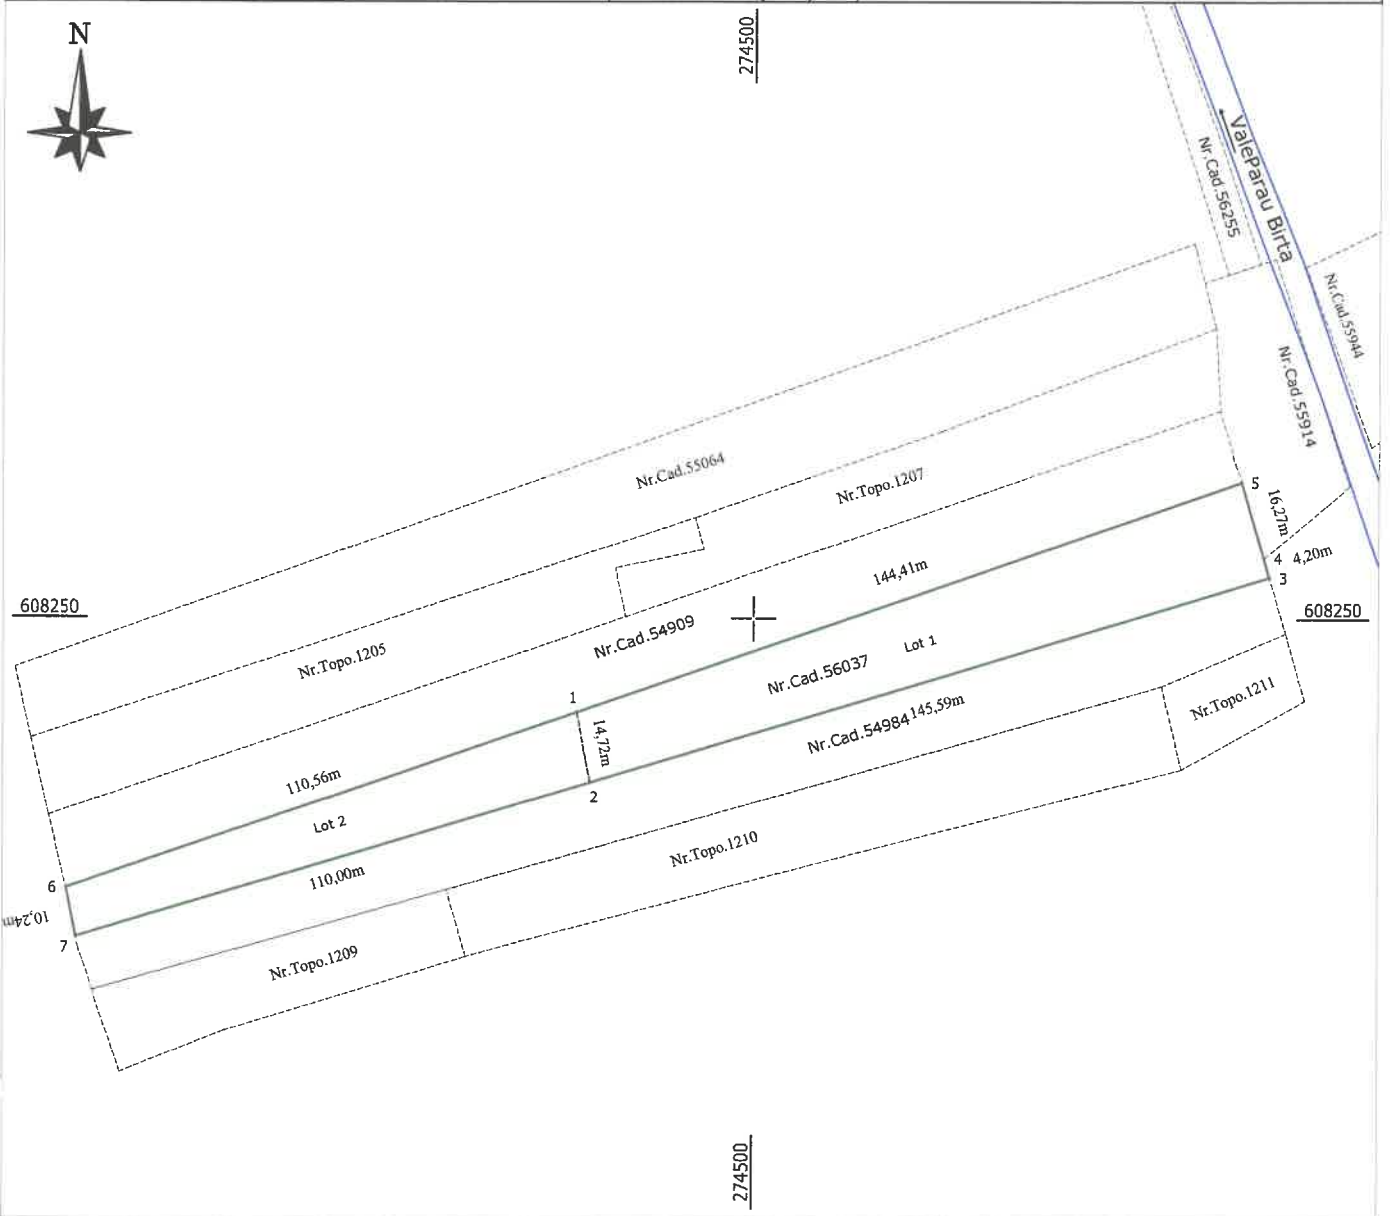 N
274500
ValeParau Birta
Nr.Cad.56255
Nr.Cad.55944
Nr.Cad.55914
Nr.Cad.55064
Nr.Topo.1207
5
16,27m
4
4,20m
3
144,41m
608250
608250
Nr.Cad.54909
Nr.Topo.1205
Lot 1
Nr.Cad.56037
1
14,72m
Nr.Topo.1211
145,59m
Nr.Cad.54984
110,56m
2
Lot 2
Nr.Topo.1210
110,00m
6
10,24m
7
Nr.Topo.1209
274500